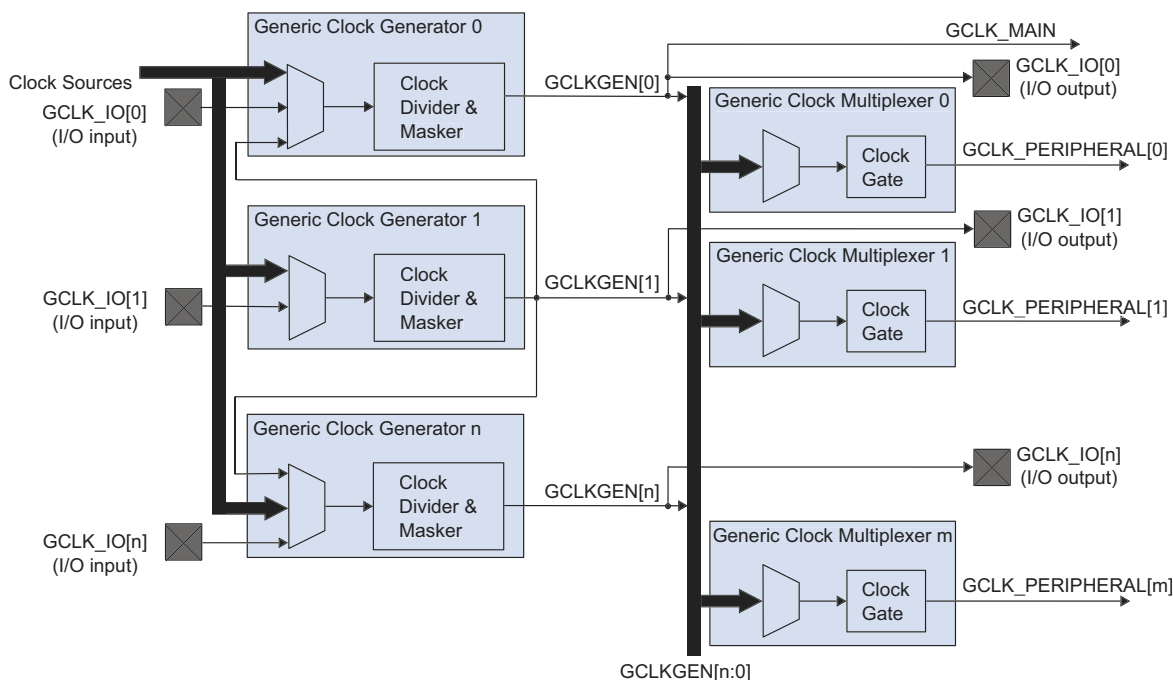 Generic Clock Generator 0
Clock Sources
GCLK_IO[0]
(I/O input)
Clock
Divider &
Masker
GCLKGEN[0]
GCLK_MAIN
GCLK_IO[0]
(I/O output)
Generic Clock Multiplexer 0
Clock
Gate
GCLK_PERIPHERAL[0]
Generic Clock Generator 1
GCLK_IO[1]
(I/O input)
Clock
Divider &
Masker
GCLKGEN[1]
GCLK_IO[1]
(I/O output)
Generic Clock Multiplexer 1
Clock
Gate
GCLK_PERIPHERAL[1]
Generic Clock Generator n
GCLK_IO[n]
(I/O input)
Clock
Divider &
Masker
GCLKGEN[n]
GCLK_IO[n]
(I/O output)
Generic Clock Multiplexer m
Clock
Gate
GCLK_PERIPHERAL[m]
GCLKGEN[n:0]